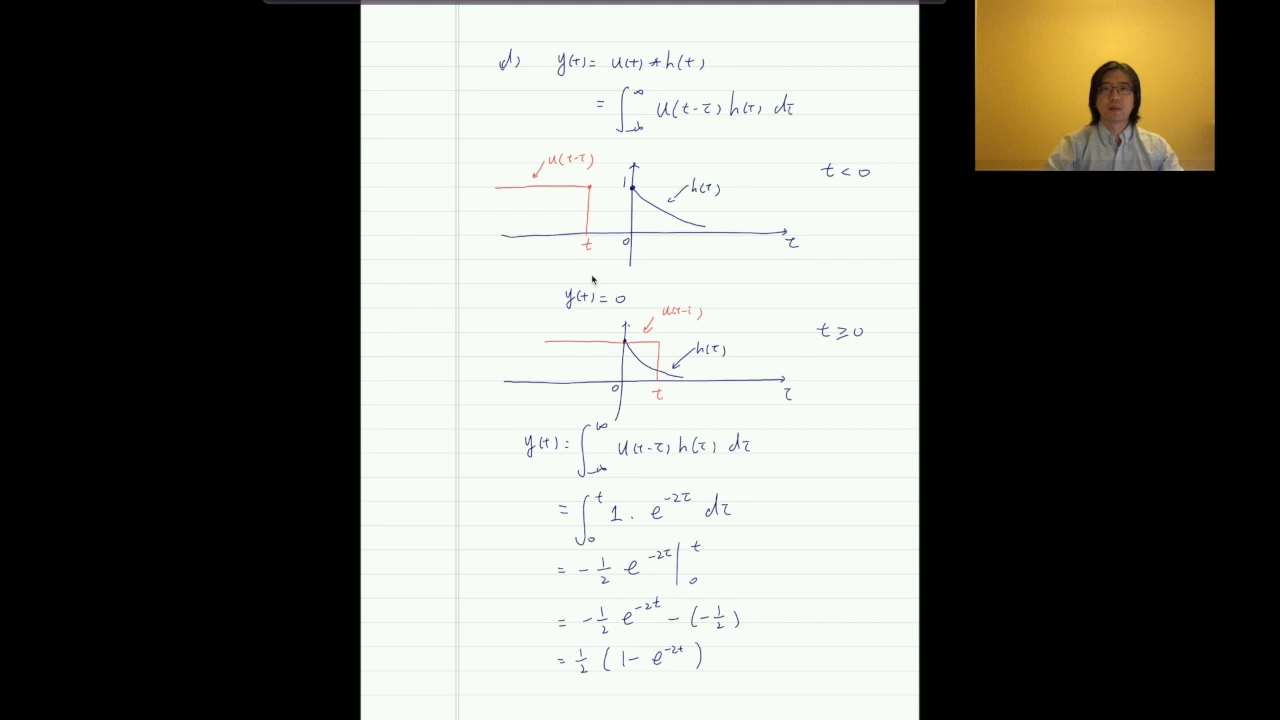 d) y(t) = u(t) * h(t)
= ∫_{-∞}^{∞} u(t-τ) h(τ) dτ
u(t-τ)
t < 0
1
h(τ)
t 0 τ
y(t) = 0
u(t-τ)
t ≥ 0
h(τ)
0 t τ
y(t) = ∫_{-∞}^{∞} u(t-τ) h(τ) dτ
= ∫_0^t 1 · e^{-2τ} dτ
= -1/2 e^{-2τ} |_0^t
= -1/2 e^{-2t} - (-1/2)
= 1/2 (1 - e^{-2t})